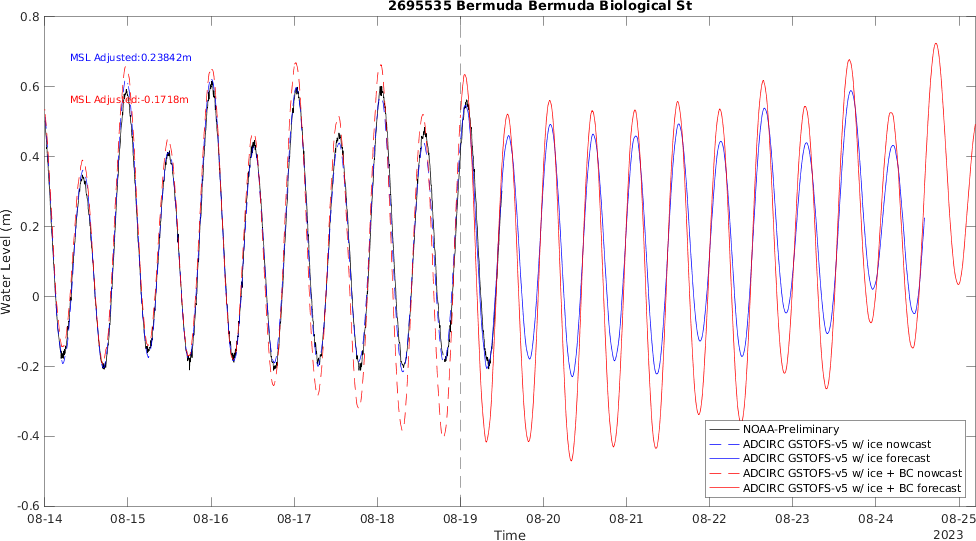 2695535 Bermuda Bermuda Biological St
0.8
MSL Adjusted:0.23842m
0.6
MSL Adjusted:-0.1718m
0.4
0.2
0
-0.2
-0.4
-0.6
Water Level (m)
NOAA-Preliminary
ADCIRC GSTOFS-v5 w/ ice nowcast
ADCIRC GSTOFS-v5 w/ ice forecast
ADCIRC GSTOFS-v5 w/ ice + BC nowcast
ADCIRC GSTOFS-v5 w/ ice + BC forecast
08-14 08-15 08-16 08-17 08-18 08-19 08-20 08-21 08-22 08-23 08-24 08-25
Time
2023